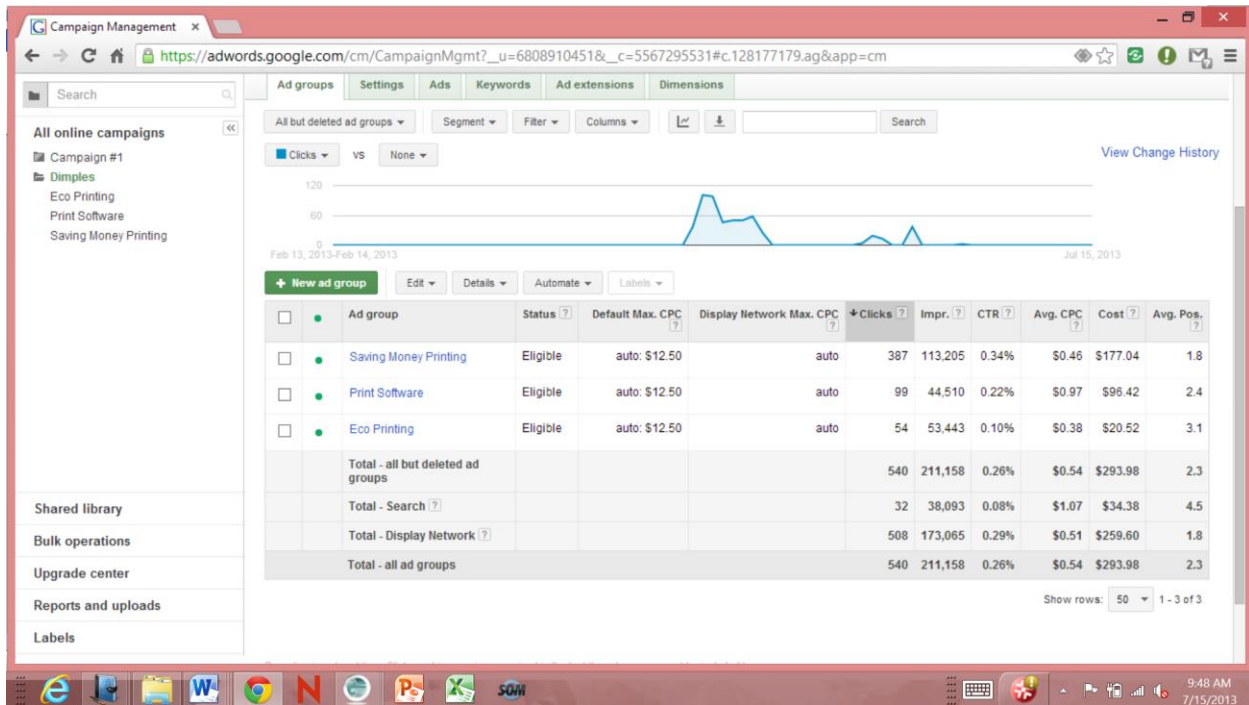 Campaign Management ×
https://adwords.google.com/cm/CampaignMgmt?_u=6808910451&_c=5567295531#c.128177179.ag&app=cm
Search
All online campaigns
Campaign #1
Dimples
Eco Printing
Print Software
Saving Money Printing
Shared library
Bulk operations
Upgrade center
Reports and uploads
Labels
Ad groups Settings Ads Keywords Ad extensions Dimensions
All but deleted ad groups Segment Filter Columns Search
Clicks VS None View Change History
120
60
0
Feb 13, 2013-Feb 14, 2013 Jul 15, 2013
+ New ad group Edit Details Automate Labels
Ad group Status ? Default Max. CPC ? Display Network Max. CPC ? Clicks ? Impr. ? CTR ? Avg. CPC ? Cost ? Avg. Pos. ?
Saving Money Printing Eligible auto: $12.50 auto 387 113,205 0.34% $0.46 $177.04 1.8
Print Software Eligible auto: $12.50 auto 99 44,510 0.22% $0.97 $96.42 2.4
Eco Printing Eligible auto: $12.50 auto 54 53,443 0.10% $0.38 $20.52 3.1
Total - all but deleted ad groups 540 211,158 0.26% $0.54 $293.98 2.3
Total - Search ? 32 38,093 0.08% $1.07 $34.38 4.5
Total - Display Network ? 508 173,065 0.29% $0.51 $259.60 1.8
Total - all ad groups 540 211,158 0.26% $0.54 $293.98 2.3
Show rows: 50 1 - 3 of 3
SGM
9:48 AM
7/15/2013